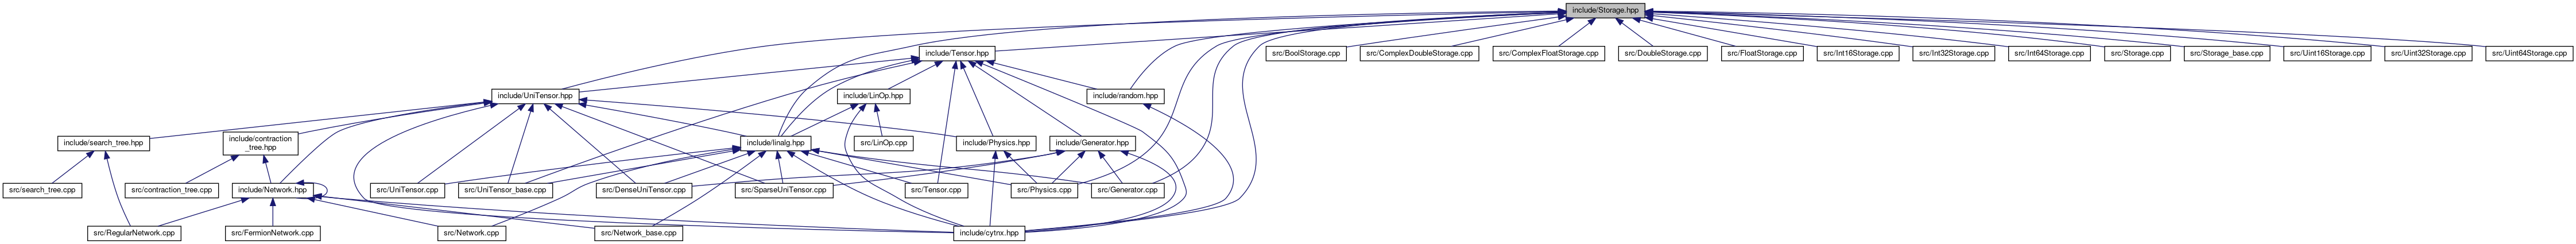 include/Storage.hpp
include/Tensor.hpp
src/BoolStorage.cpp
src/ComplexDoubleStorage.cpp
src/ComplexFloatStorage.cpp
src/DoubleStorage.cpp
src/FloatStorage.cpp
src/Int16Storage.cpp
src/Int32Storage.cpp
src/Int64Storage.cpp
src/Storage.cpp
src/Storage_base.cpp
src/Uint16Storage.cpp
src/Uint32Storage.cpp
src/Uint64Storage.cpp
include/UniTensor.hpp
include/LinOp.hpp
include/random.hpp
include/search_tree.hpp
include/contraction
_tree.hpp
include/linalg.hpp
src/LinOp.cpp
include/Physics.hpp
include/Generator.hpp
src/search_tree.cpp
src/contraction_tree.cpp
include/Network.hpp
src/UniTensor.cpp
src/UniTensor_base.cpp
src/DenseUniTensor.cpp
src/SparseUniTensor.cpp
src/Tensor.cpp
src/Physics.cpp
src/Generator.cpp
src/RegularNetwork.cpp
src/FermionNetwork.cpp
src/Network.cpp
src/Network_base.cpp
include/cytnx.hpp